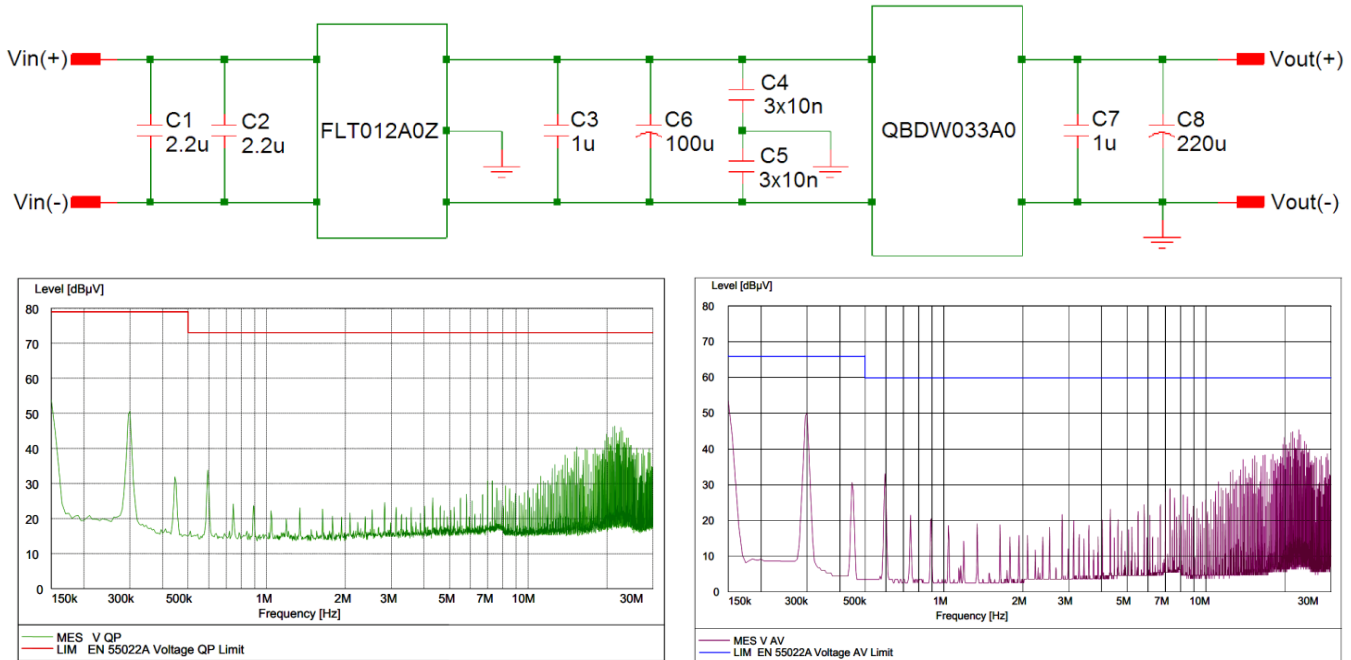 Vin(+)
Vin(-)
C1
2.2u
C2
2.2u
FLT012A0Z
C3
1u
C6
100u
C4
3x10n
C5
3x10n
QBDW033A0
C7
1u
C8
220u
Vout(+)
Vout(-)
Level [dBµV]
80
70
60
50
40
30
20
10
0
150k 300k 500k 1M 2M 3M 5M 7M 10M 30M
Frequency [Hz]
MES V QP
LIM EN 55022A Voltage QP Limit
Level [dBµV]
80
70
60
50
40
30
20
10
0
150k 300k 500k 1M 2M 3M 5M 7M 10M 30M
Frequency [Hz]
MES V AV
LIM EN 55022A Voltage AV Limit